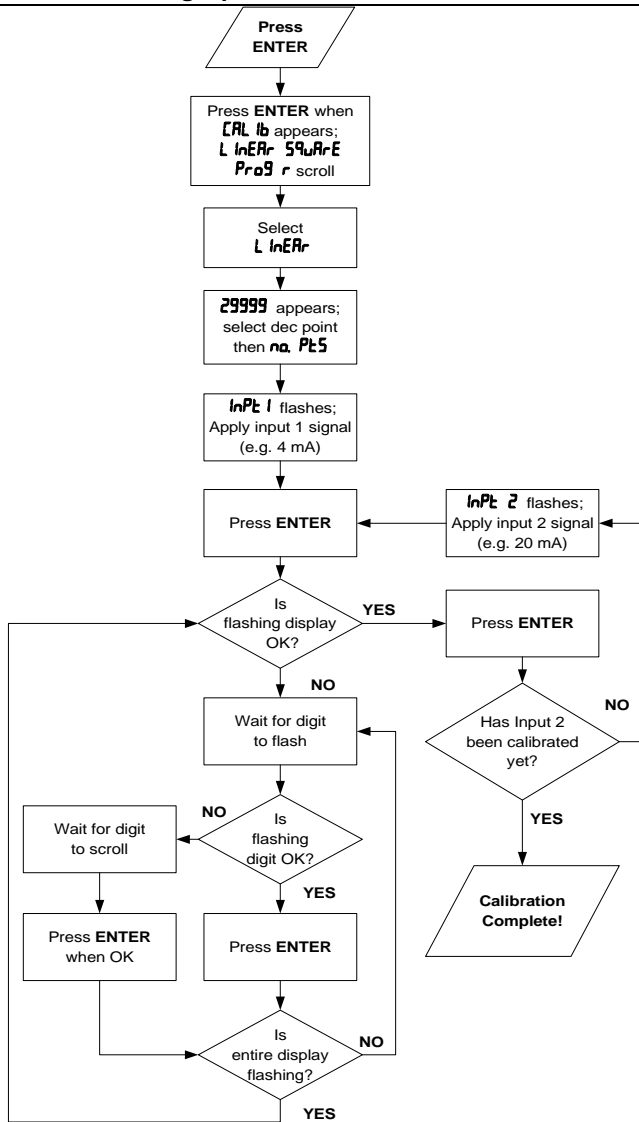 Press
ENTER
Press ENTER when
CAL Ib appears;
L InEAr S9uArE
Pro9 r scroll
Select
L InEAr
29999 appears;
select dec point
then no. PtS
InPt I flashes;
Apply input 1 signal
(e.g. 4 mA)
Press ENTER
InPt 2 flashes;
Apply input 2 signal
(e.g. 20 mA)
Is
flashing display
OK?
YES
NO
Press ENTER
Wait for digit
to flash
Has Input 2
been calibrated
yet?
NO
YES
Is
flashing
digit OK?
NO
YES
Wait for digit
to scroll
Press ENTER
when OK
Press ENTER
Calibration
Complete!
Is
entire display
flashing?
NO
YES